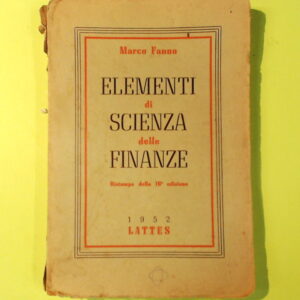 Marco Fanno
ELEMENTI
di
SCIENZA
delle
FINANZE
Ristampa della 10ª edizione
1952
LATTES